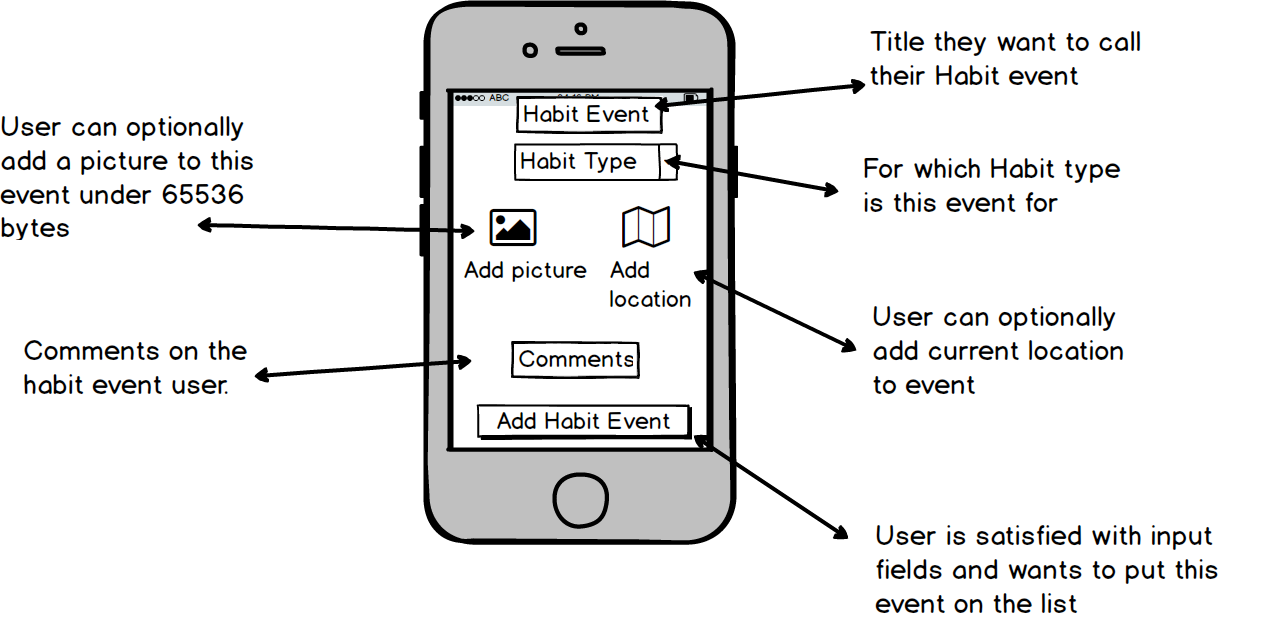 Title they want to call
their Habit event
ABC
Habit Event
User can optionally
add a picture to this
event under 65536
bytes
Habit Type
For which Habit type
is this event for
Add picture
Add
location
User can optionally
add current location
to event
Comments on the
habit event user.
Comments
Add Habit Event
User is satisfied with input
fields and wants to put this
event on the list